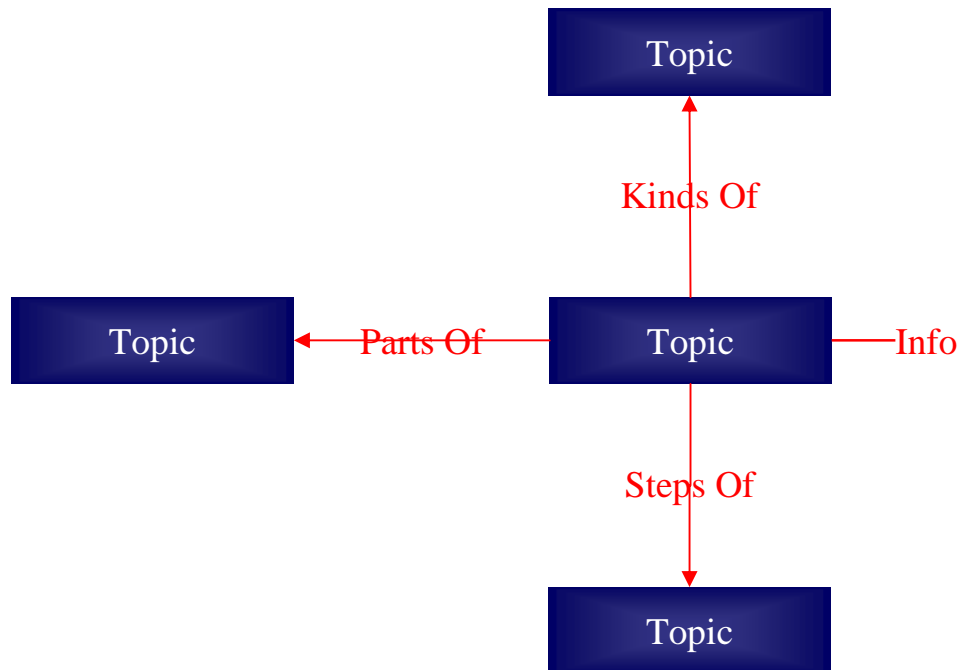 Topic
Kinds Of
Topic
Parts Of
Topic
Info
Steps Of
Topic